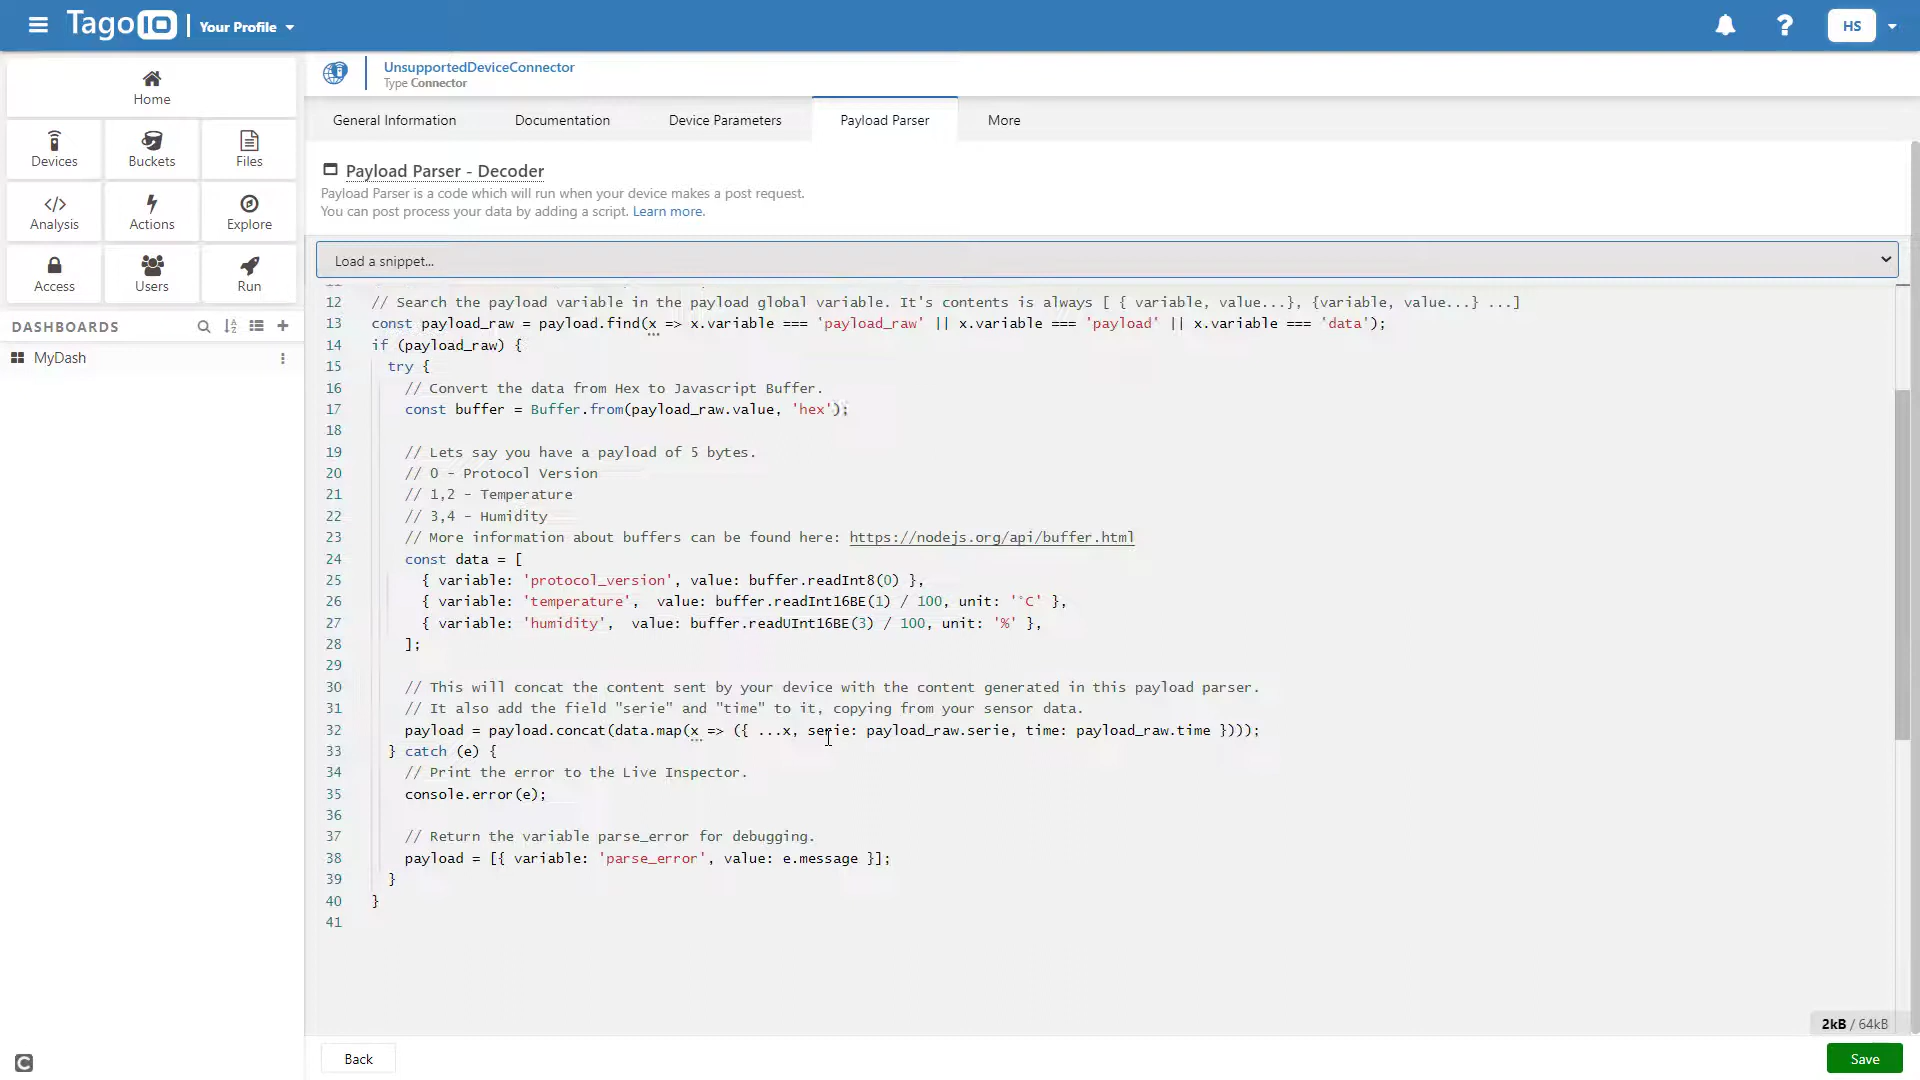 TagoIO
Your Profile
HS
Home
Devices
Buckets
Files
Analysis
Actions
Explore
Access
Users
Run
DASHBOARDS
MyDash
UnsupportedDeviceConnector
Type Connector
General Information
Documentation
Device Parameters
Payload Parser
More
Payload Parser - Decoder
Payload Parser is a code which will run when your device makes a post request.
You can post process your data by adding a script. Learn more.
Load a snippet...
12 // Search the payload variable in the payload global variable. It's contents is always [ { variable, value...}, {variable, value...} ...]
13 const payload_raw = payload.find(x => x.variable === 'payload_raw' || x.variable === 'payload' || x.variable === 'data');
14 if (payload_raw) {
15 try {
16 // Convert the data from Hex to Javascript Buffer.
17 const buffer = Buffer.from(payload_raw.value, 'hex');
18
19 // Lets say you have a payload of 5 bytes.
20 // 0 - Protocol Version
21 // 1,2 - Temperature
22 // 3,4 - Humidity
23 // More information about buffers can be found here: https://nodejs.org/api/buffer.html
24 const data = [
25 { variable: 'protocol_version', value: buffer.readInt8(0) },
26 { variable: 'temperature',  value: buffer.readInt16BE(1) / 100, unit: '°C' },
27 { variable: 'humidity',  value: buffer.readUInt16BE(3) / 100, unit: '%' },
28 ];
29
30 // This will concat the content sent by your device with the content generated in this payload parser.
31 // It also add the field "serie" and "time" to it, copying from your sensor data.
32 payload = payload.concat(data.map(x => ({ ...x, serie: payload_raw.serie, time: payload_raw.time })));
33 } catch (e) {
34 // Print the error to the Live Inspector.
35 console.error(e);
36
37 // Return the variable parse_error for debugging.
38 payload = [{ variable: 'parse_error', value: e.message }];
39 }
40 }
41
2kB / 64kB
Back
Save